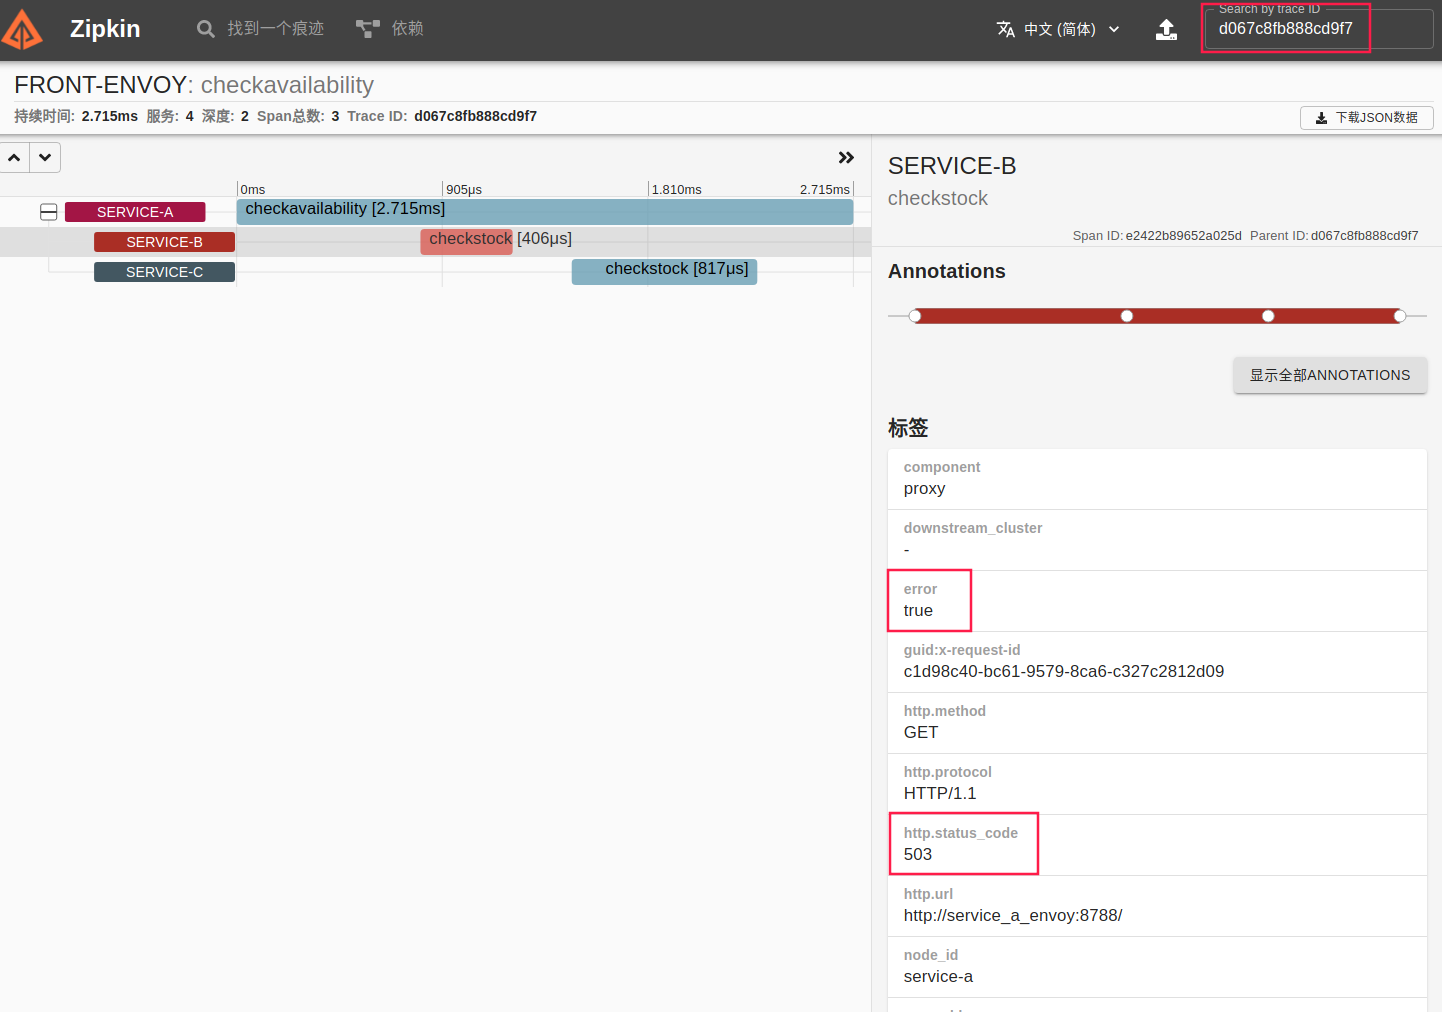 Zipkin
找到一个痕迹
依赖
中文 (简体)
Search by trace ID
d067c8fb888cd9f7
FRONT-ENVOY: checkavailability
持续时间: 2.715ms 服务: 4 深度: 2 Span总数: 3 Trace ID: d067c8fb888cd9f7
下载JSON数据
0ms 905μs 1.810ms 2.715ms
SERVICE-A checkavailability [2.715ms]
SERVICE-B checkstock [406μs]
SERVICE-C checkstock [817μs]
SERVICE-B
checkstock
Span ID: e2422b89652a025d Parent ID: d067c8fb888cd9f7
Annotations
显示全部ANNOTATIONS
标签
component
proxy
downstream_cluster
-
error
true
guid:x-request-id
c1d98c40-bc61-9579-8ca6-c327c2812d09
http.method
GET
http.protocol
HTTP/1.1
http.status_code
503
http.url
http://service_a_envoy:8788/
node_id
service-a